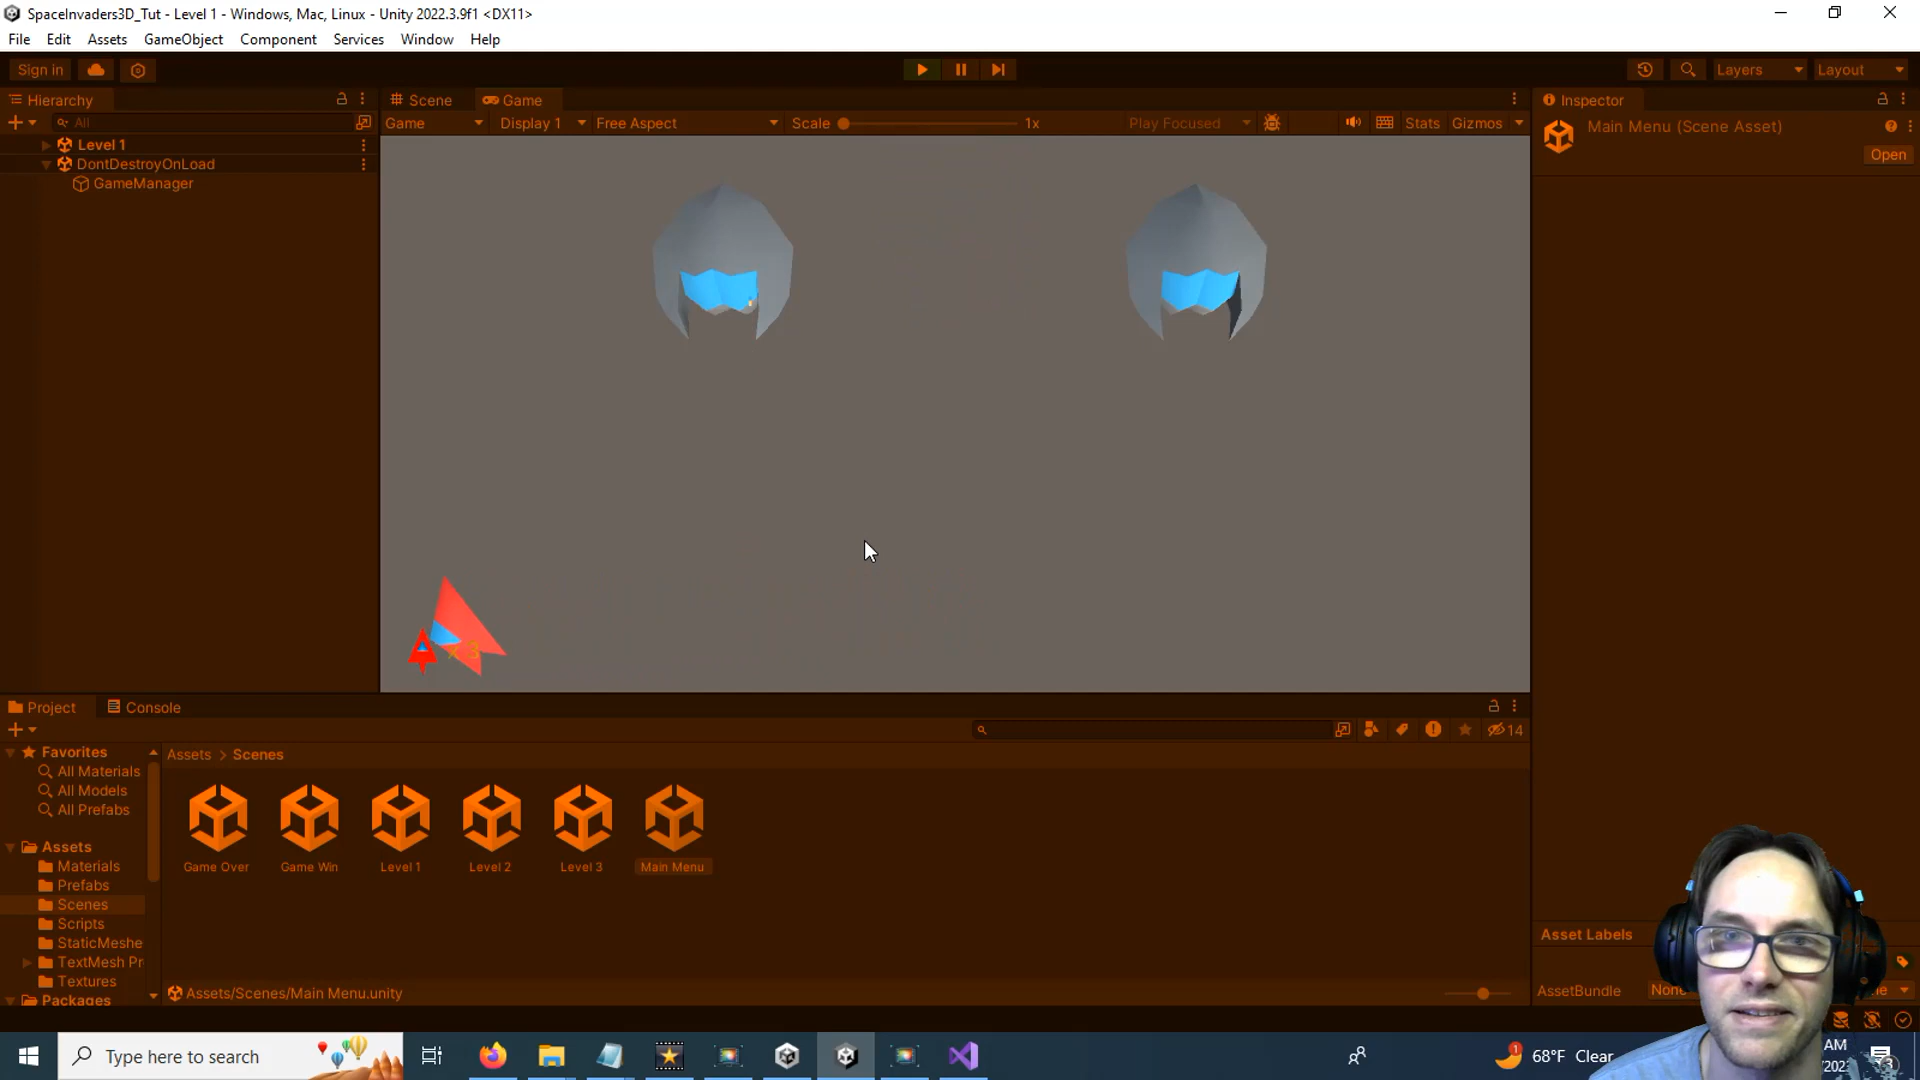 SpaceInvaders3D_Tut - Level 1 - Windows, Mac, Linux - Unity 2022.3.9f1 <DX11>
File Edit Assets GameObject Component Services Window Help
Sign in Layers Layout
Hierarchy Scene Game Inspector
All Game Display 1 Free Aspect Scale 1x Play Focused Stats Gizmos
Main Menu (Scene Asset)
Open
Level 1
DontDestroyOnLoad
GameManager
x 3
Project Console
14
Favorites
All Materials
All Models
All Prefabs
Assets > Scenes
Game Over Game Win Level 1 Level 2 Level 3 Main Menu
Assets
Materials
Prefabs
Scenes
Scripts
StaticMeshe
TextMesh Pr
Textures
Packages
Assets/Scenes/Main Menu.unity
Asset Labels
AssetBundle
Type here to search
68°F Clear
AM